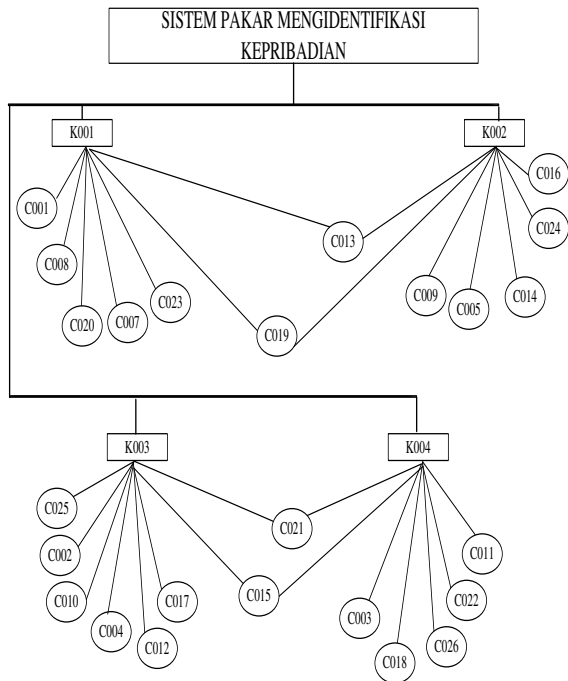 SISTEM PAKAR MENGIDENTIFIKASI
KEPRIBADIAN
K001
K002
C016
C001
C024
C013
C008
C009
C005
C014
C023
C020
C007
C019
K003
K004
C025
C021
C002
C011
C010
C017
C015
C022
C003
C004
C012
C026
C018